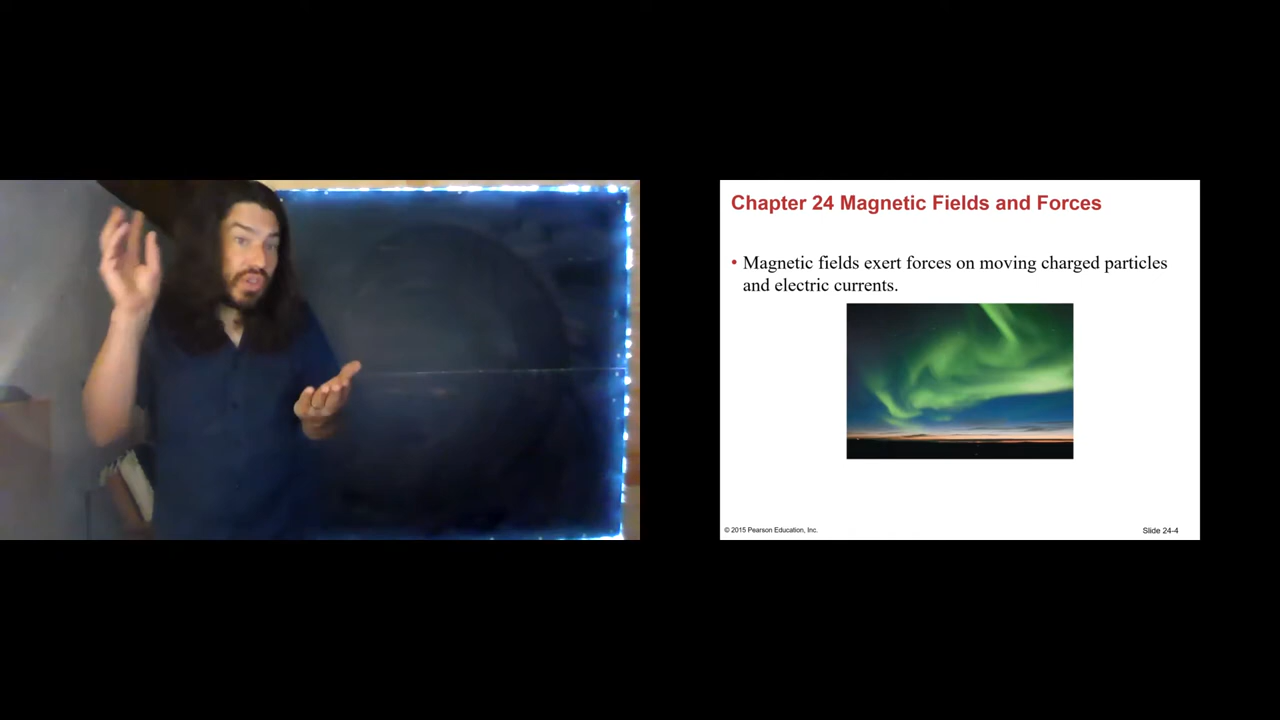 Chapter 24 Magnetic Fields and Forces
• Magnetic fields exert forces on moving charged particles
and electric currents.
© 2015 Pearson Education, Inc.
Slide 24-4